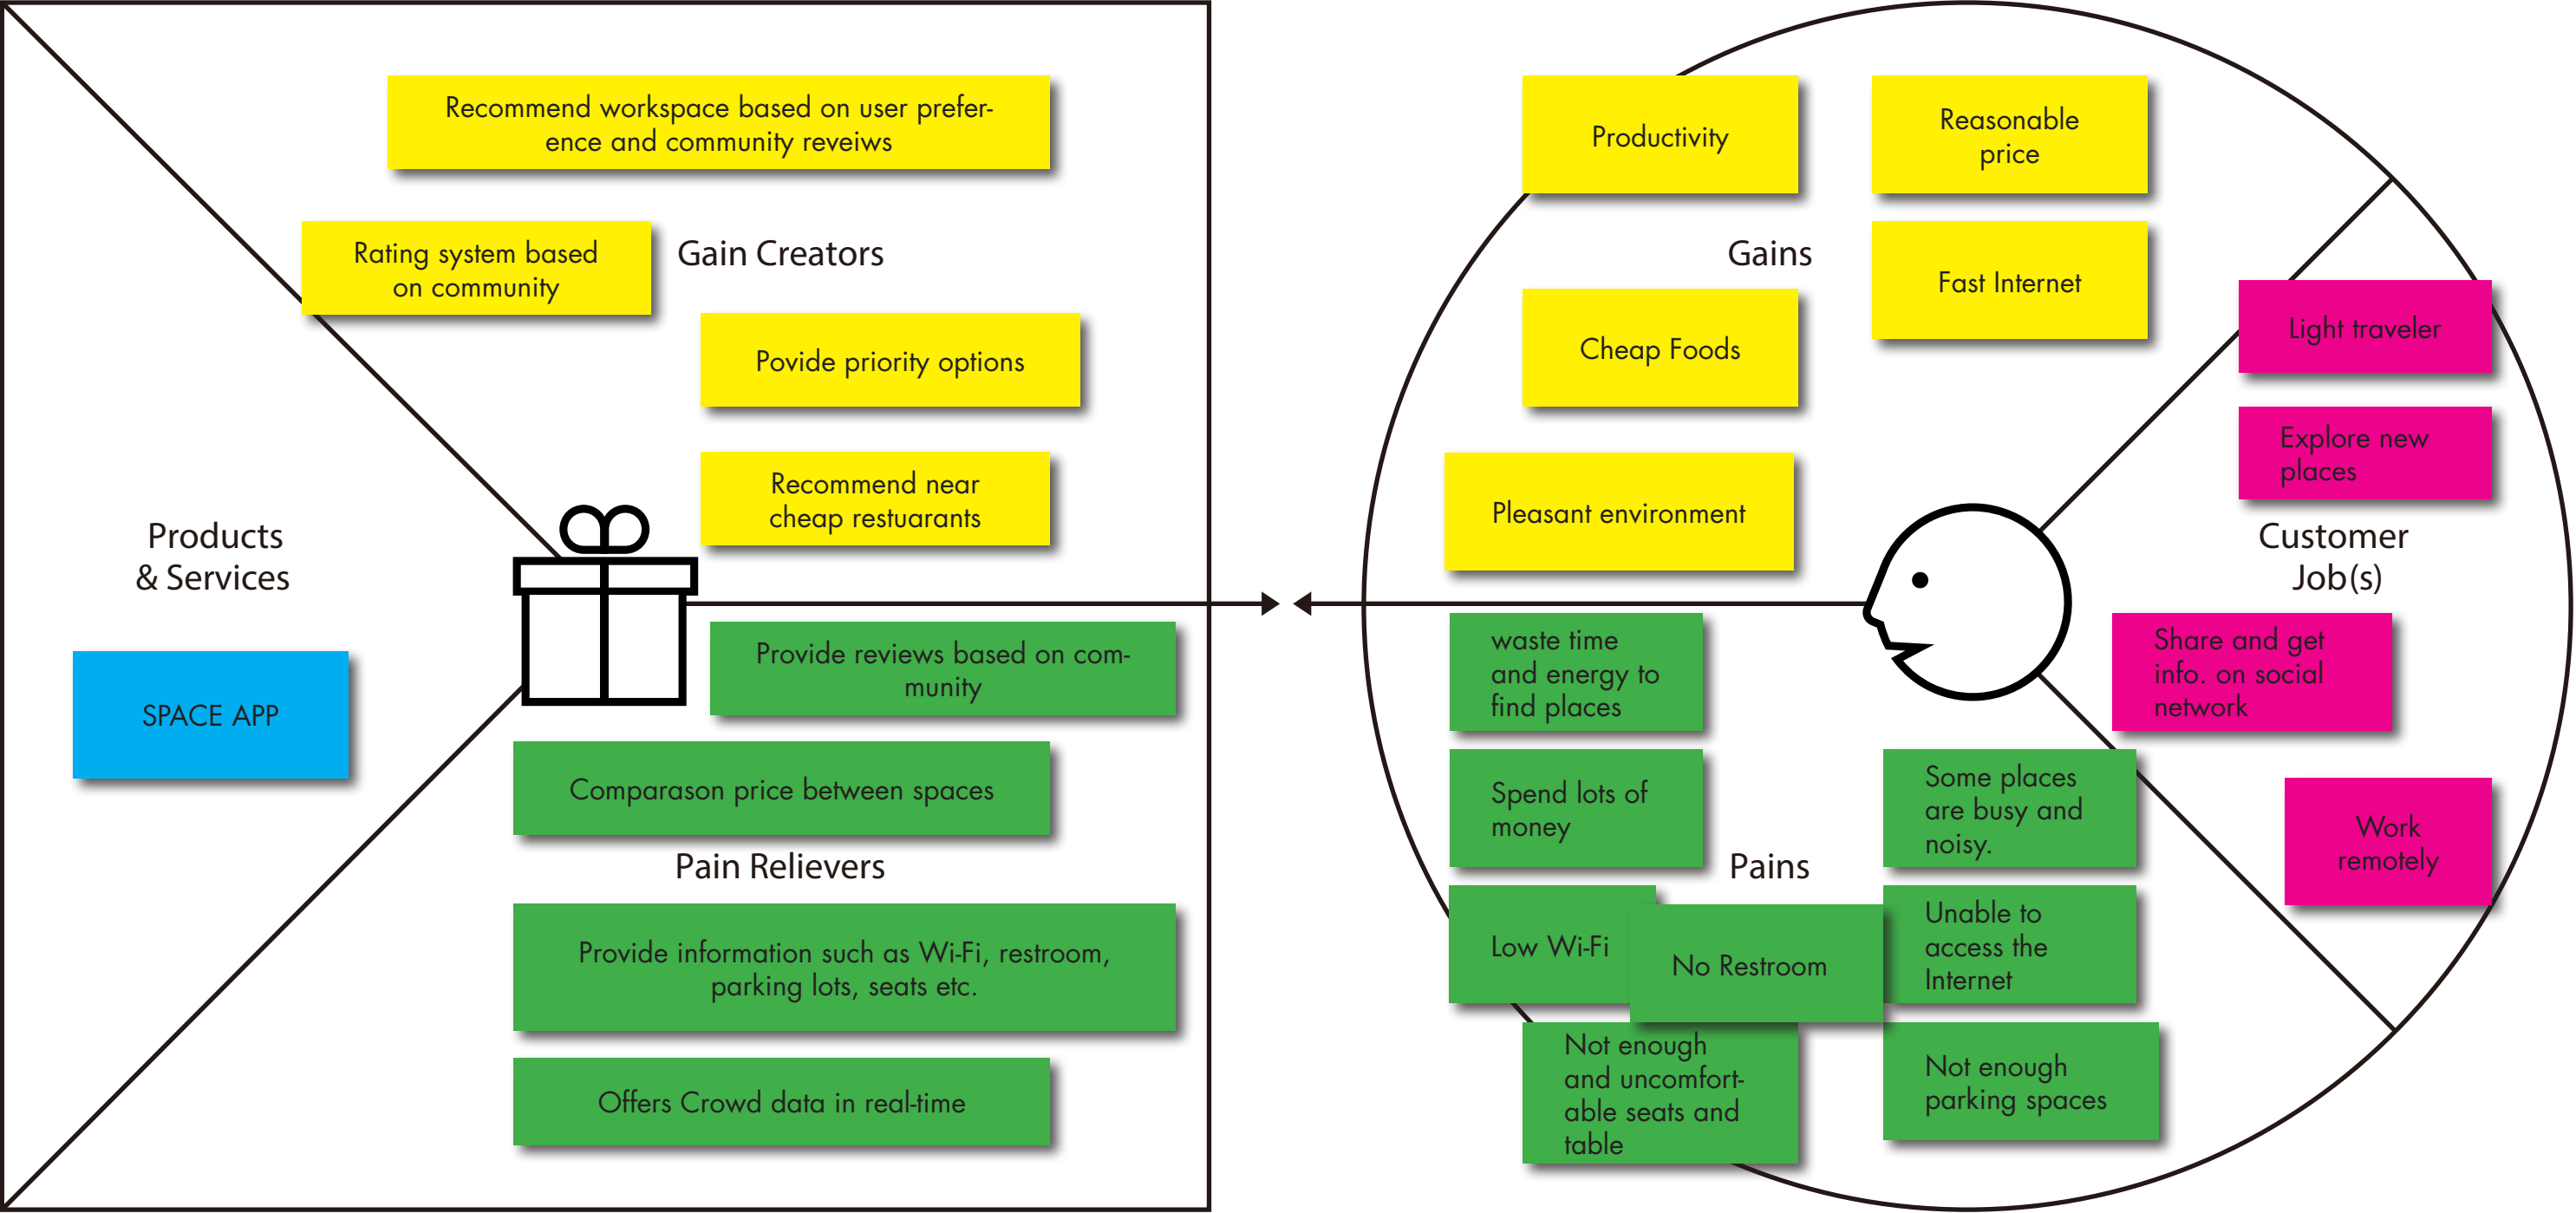 Recommend workspace based on user prefer-
ence and community reveiws
Rating system based
on community
Gain Creators
Povide priority options
Recommend near
cheap restuarants
Products
& Services
SPACE APP
Provide reviews based on com-
munity
Comparason price between spaces
Pain Relievers
Provide information such as Wi-Fi, restroom,
parking lots, seats etc.
Offers Crowd data in real-time
Productivity
Reasonable
price
Gains
Fast Internet
Cheap Foods
Pleasant environment
Light traveler
Explore new
places
Customer
Job(s)
Share and get
info. on social
network
Work
remotely
waste time
and energy to
find places
Spend lots of
money
Some places
are busy and
noisy.
Pains
Low Wi-Fi
No Restroom
Unable to
access the
Internet
Not enough
and uncomfort-
able seats and
table
Not enough
parking spaces